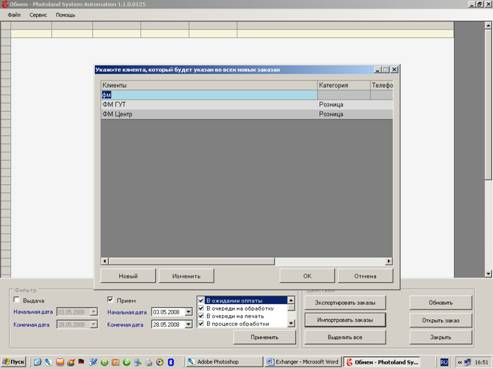 Обмен - Photoland System Automation 1.1.0.0125
Файл Сервис Помощь
Укажите клиента, который будет указан во всех новых заказах
Клиенты Категория Телефо
фм
ФМ ГУТ Розница
ФМ Центр Розница
Новый Изменить ОК Отмена
Фильтр
Выдача
Начальная дата 03.05.2008
Конечная дата 28.05.2008
Прием
Начальная дата 03.05.2008
Конечная дата 28.05.2008
В ожидании оплаты
В очереди на обработку
В очереди на печать
В процессе обработки
Применить
Действия
Экспортировать заказы Обновить
Импортровать заказы Открыть заказ
Выделить все Закрыть
Пуск Adobe Photoshop Exhanger - Microsoft Word Обмен - Photoland Sy... RU 16:51